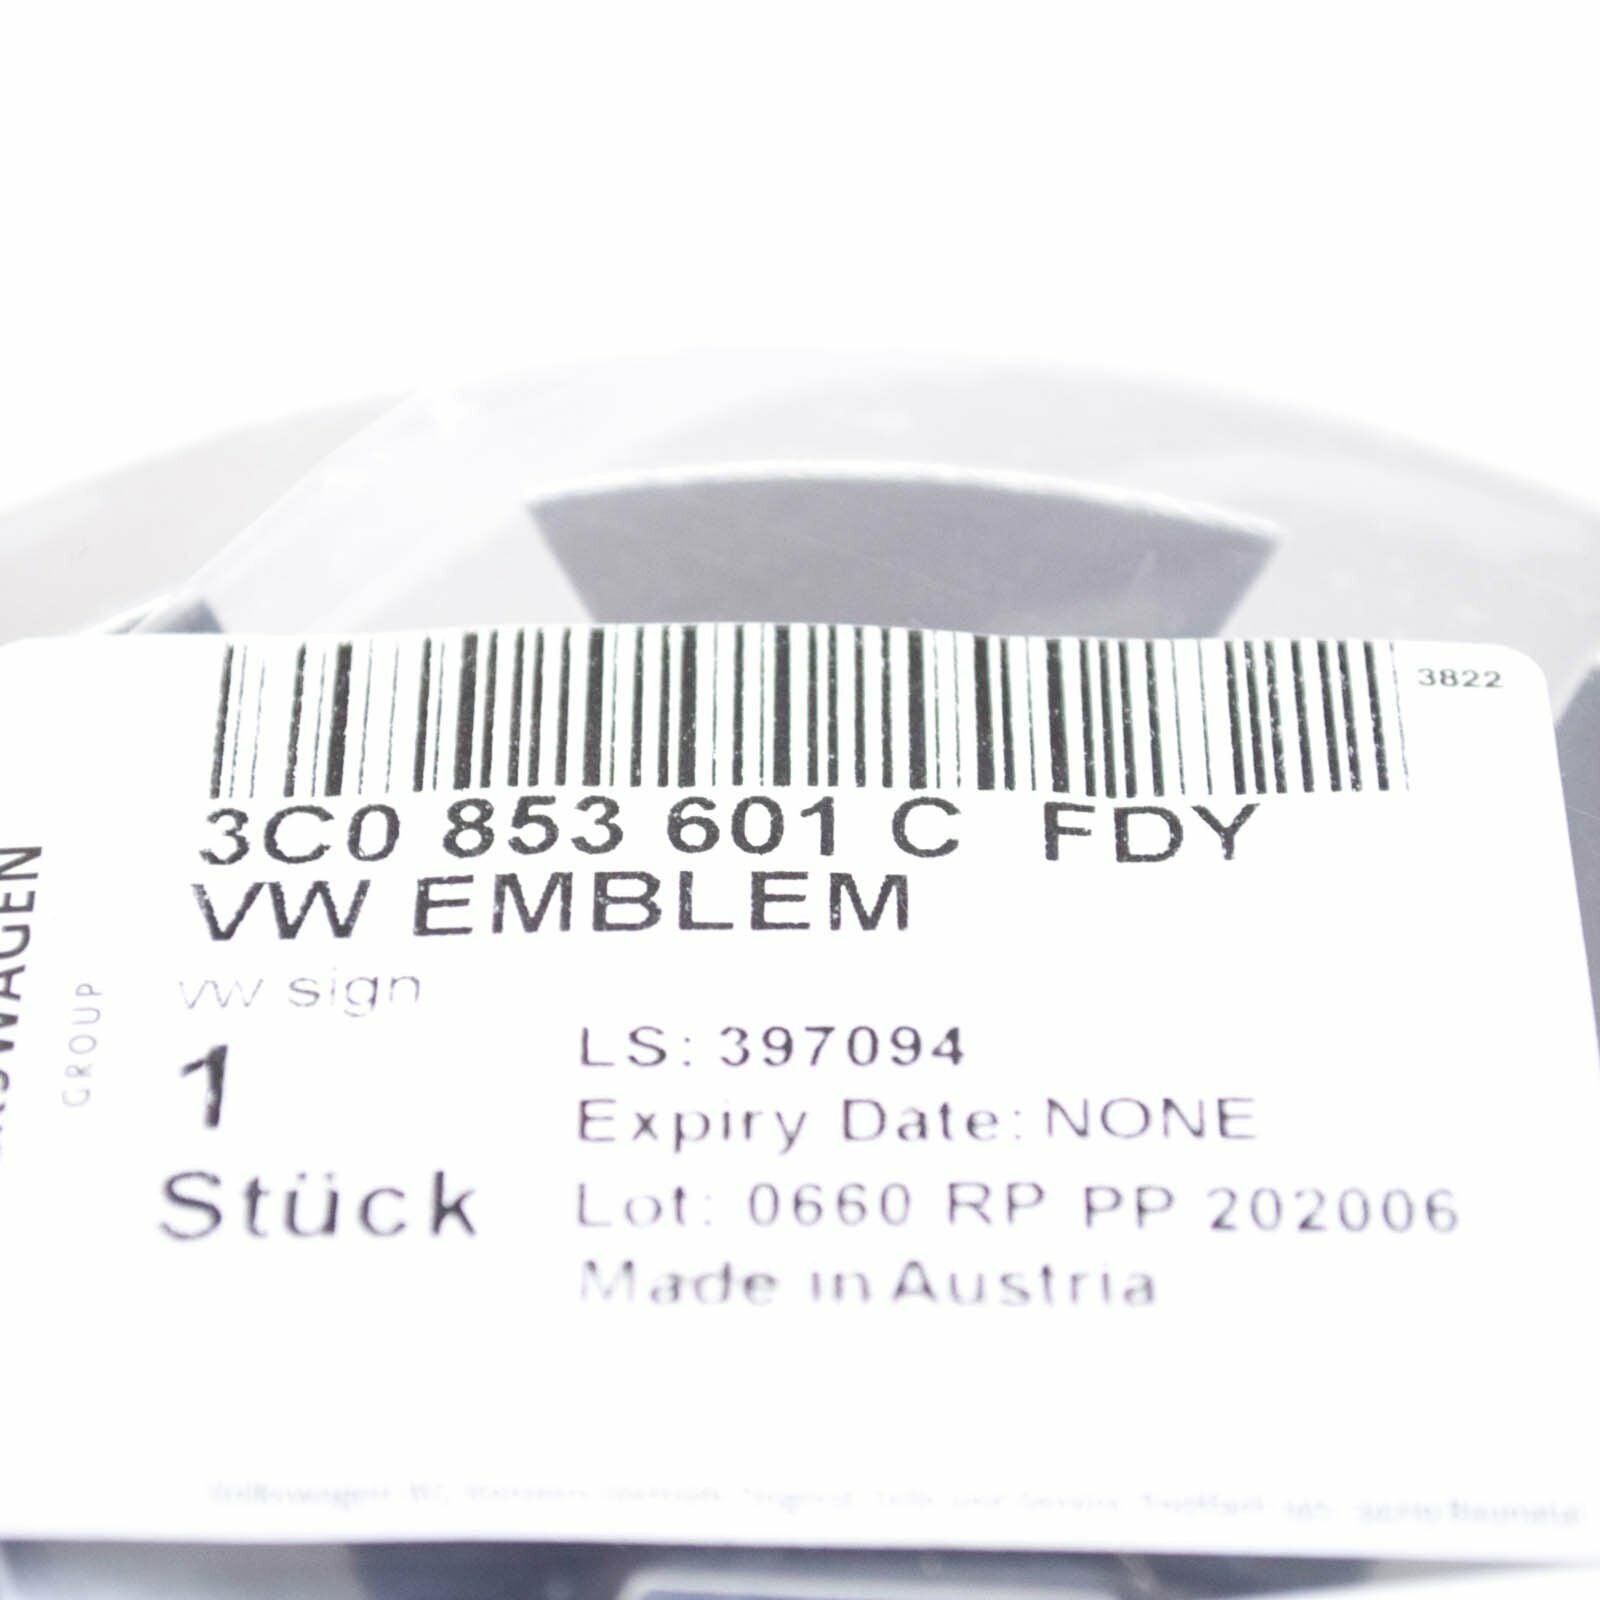 3822
3C0 853 601 C FDY
VW EMBLEM
vw sign
1
Stück
LS: 397094
Expiry Date: NONE
Lot: 0660 RP PP 202006
Made in Austria
GROUP